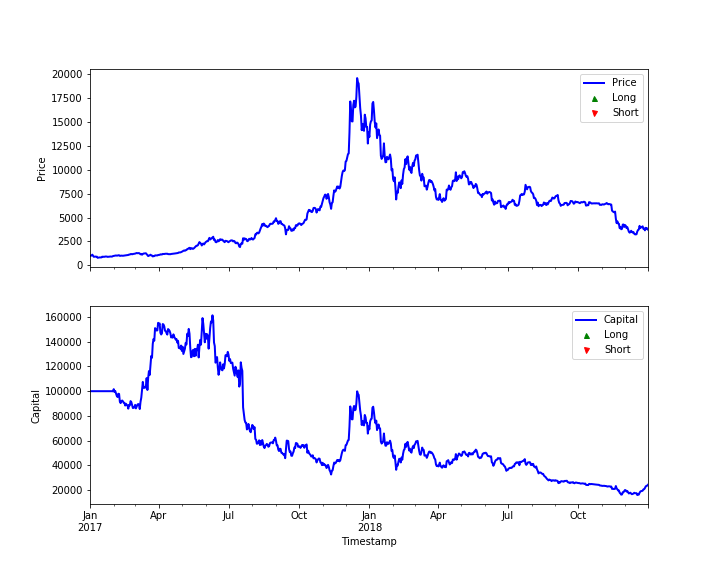 20000
17500
15000
12500
10000
7500
5000
2500
0
Price
Price
Long
Short
160000
140000
120000
100000
80000
60000
40000
20000
Capital
Capital
Long
Short
Jan Apr Jul Oct Jan Apr Jul Oct
2017 2018
Timestamp